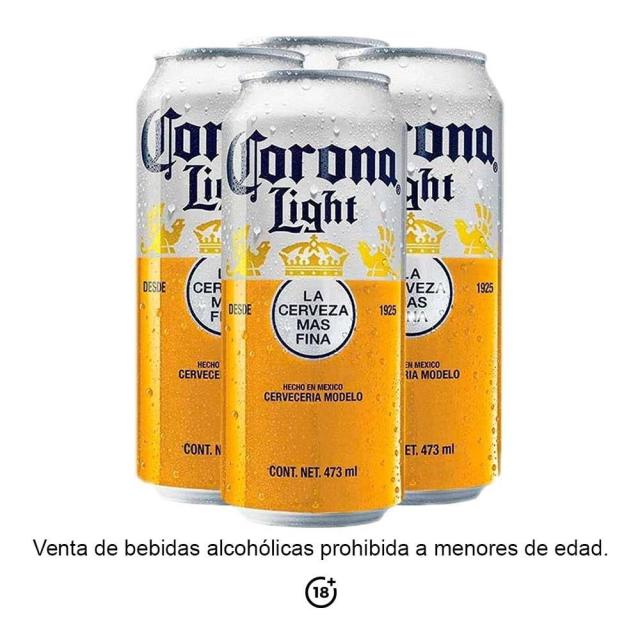 Corona
Light
DESDE
LA
CERVEZA
MAS
FINA
1925
HECHO EN MEXICO
CERVECERIA MODELO
CONT. NET. 473 ml
Venta de bebidas alcohólicas prohibida a menores de edad.
18+